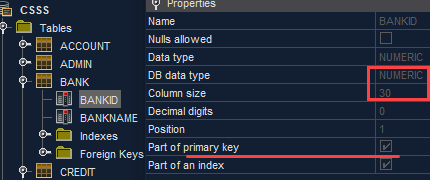 CSSS
Tables
ACCOUNT
ADMIN
BANK
BANKID
BANKNAME
Indexes
Foreign Keys
CREDIT
Properties
Name BANKID
Nulls allowed
Data type NUMERIC
DB data type NUMERIC
Column size 30
Decimal digits 0
Position 1
Part of primary key
Part of an index